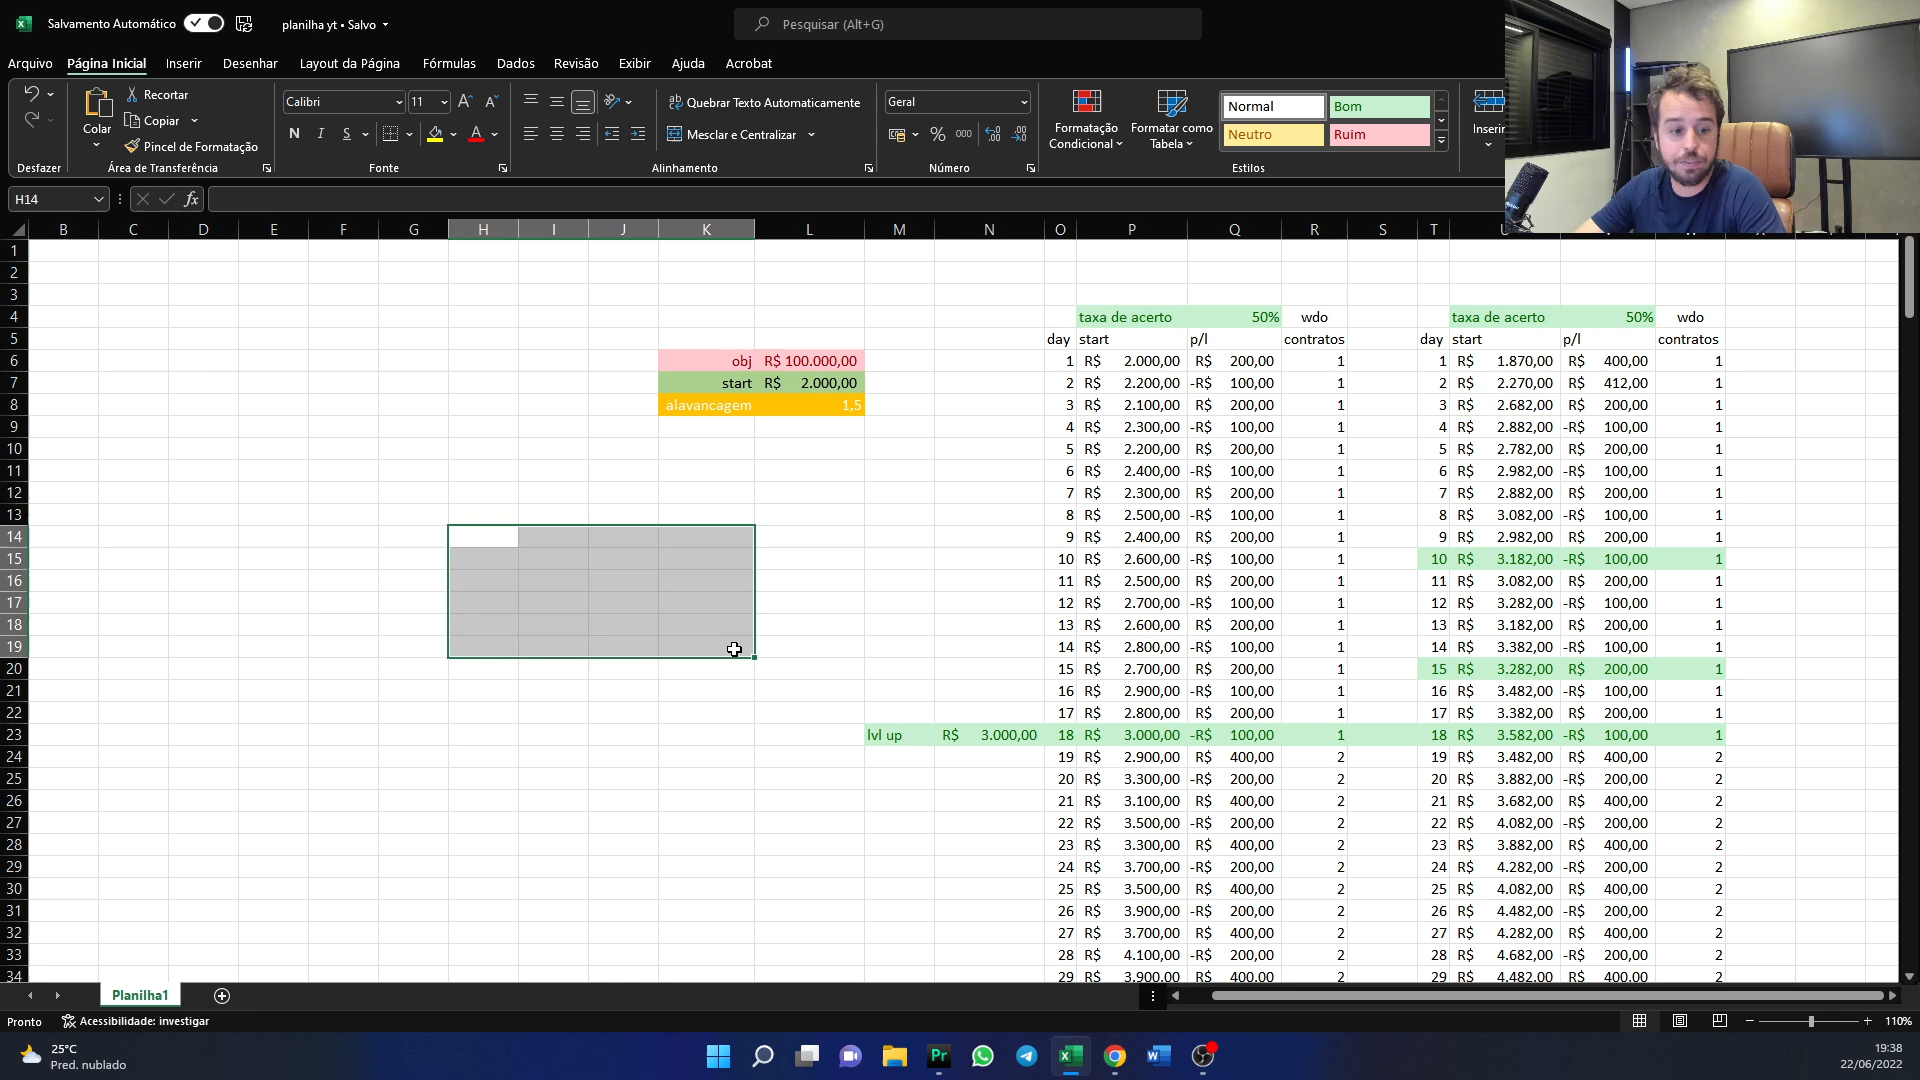 Salvamento Automático planilha yt • Salvo Pesquisar (Alt+G)
Arquivo Página Inicial Inserir Desenhar Layout da Página Fórmulas Dados Revisão Exibir Ajuda Acrobat
Recortar
Copiar
Pincel de Formatação
Colar
Calibri 11
N I S
Quebrar Texto Automaticamente
Mesclar e Centralizar
Geral
% 000
Formatação Condicional
Formatar como Tabela
Normal Bom
Neutro Ruim
Inserir
Desfazer Área de Transferência Fonte Alinhamento Número Estilos
H14 fx
B C D E F G H I J K L M N O P Q R S T
1
2
3
4 taxa de acerto 50% wdo taxa de acerto 50% wdo
5 day start p/l contratos day start p/l contratos
6 obj R$ 100.000,00 1 R$ 2.000,00 R$ 200,00 1 1 R$ 1.870,00 R$ 400,00 1
7 start R$ 2.000,00 2 R$ 2.200,00 -R$ 100,00 1 2 R$ 2.270,00 R$ 412,00 1
8 alavancagem 1,5 3 R$ 2.100,00 R$ 200,00 1 3 R$ 2.682,00 R$ 200,00 1
9 4 R$ 2.300,00 -R$ 100,00 1 4 R$ 2.882,00 -R$ 100,00 1
10 5 R$ 2.200,00 R$ 200,00 1 5 R$ 2.782,00 R$ 200,00 1
11 6 R$ 2.400,00 -R$ 100,00 1 6 R$ 2.982,00 -R$ 100,00 1
12 7 R$ 2.300,00 R$ 200,00 1 7 R$ 2.882,00 R$ 200,00 1
13 8 R$ 2.500,00 -R$ 100,00 1 8 R$ 3.082,00 -R$ 100,00 1
14 9 R$ 2.400,00 R$ 200,00 1 9 R$ 2.982,00 R$ 200,00 1
15 10 R$ 2.600,00 -R$ 100,00 1 10 R$ 3.182,00 -R$ 100,00 1
16 11 R$ 2.500,00 R$ 200,00 1 11 R$ 3.082,00 R$ 200,00 1
17 12 R$ 2.700,00 -R$ 100,00 1 12 R$ 3.282,00 -R$ 100,00 1
18 13 R$ 2.600,00 R$ 200,00 1 13 R$ 3.182,00 R$ 200,00 1
19 14 R$ 2.800,00 -R$ 100,00 1 14 R$ 3.382,00 -R$ 100,00 1
20 15 R$ 2.700,00 R$ 200,00 1 15 R$ 3.282,00 R$ 200,00 1
21 16 R$ 2.900,00 -R$ 100,00 1 16 R$ 3.482,00 -R$ 100,00 1
22 17 R$ 2.800,00 R$ 200,00 1 17 R$ 3.382,00 R$ 200,00 1
23 lvl up R$ 3.000,00 18 R$ 3.000,00 -R$ 100,00 1 18 R$ 3.582,00 -R$ 100,00 1
24 19 R$ 2.900,00 R$ 400,00 2 19 R$ 3.482,00 R$ 400,00 2
25 20 R$ 3.300,00 -R$ 200,00 2 20 R$ 3.882,00 -R$ 200,00 2
26 21 R$ 3.100,00 R$ 400,00 2 21 R$ 3.682,00 R$ 400,00 2
27 22 R$ 3.500,00 -R$ 200,00 2 22 R$ 4.082,00 -R$ 200,00 2
28 23 R$ 3.300,00 R$ 400,00 2 23 R$ 3.882,00 R$ 400,00 2
29 24 R$ 3.700,00 -R$ 200,00 2 24 R$ 4.282,00 -R$ 200,00 2
30 25 R$ 3.500,00 R$ 400,00 2 25 R$ 4.082,00 R$ 400,00 2
31 26 R$ 3.900,00 -R$ 200,00 2 26 R$ 4.482,00 -R$ 200,00 2
32 27 R$ 3.700,00 R$ 400,00 2 27 R$ 4.282,00 R$ 400,00 2
33 28 R$ 4.100,00 -R$ 200,00 2 28 R$ 4.682,00 -R$ 200,00 2
34 29 R$ 3.900,00 R$ 400,00 2 29 R$ 4.482,00 R$ 400,00 2
Planilha1
Pronto Acessibilidade: investigar 110%
25°C
Pred. nublado
19:38
22/06/2022